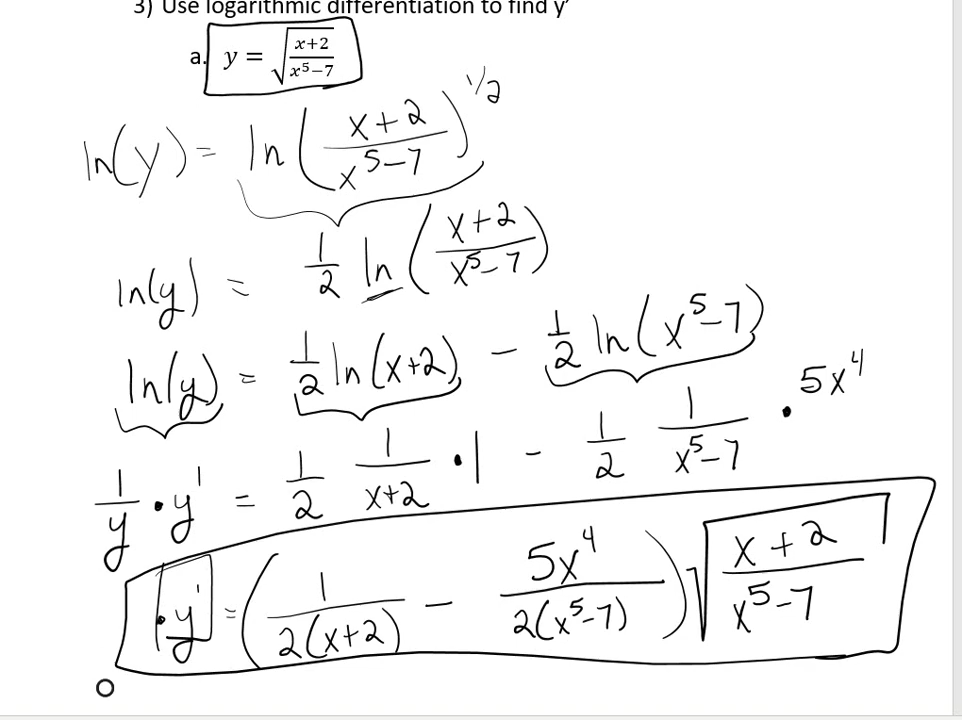 3) Use logarithmic differentiation to find y'
a. y = √((x+2)/(x⁵−7))
ln(y) = ln((x+2)/(x⁵−7))^(1/2)
ln(y) = 1/2 ln((x+2)/(x⁵−7))
ln(y) = 1/2 ln(x+2) − 1/2 ln(x⁵−7)
1/y · y' = 1/2 1/(x+2) · 1 − 1/2 1/(x⁵−7) · 5x⁴
· y' = (1/(2(x+2)) − 5x⁴/(2(x⁵−7))) √((x+2)/(x⁵−7))